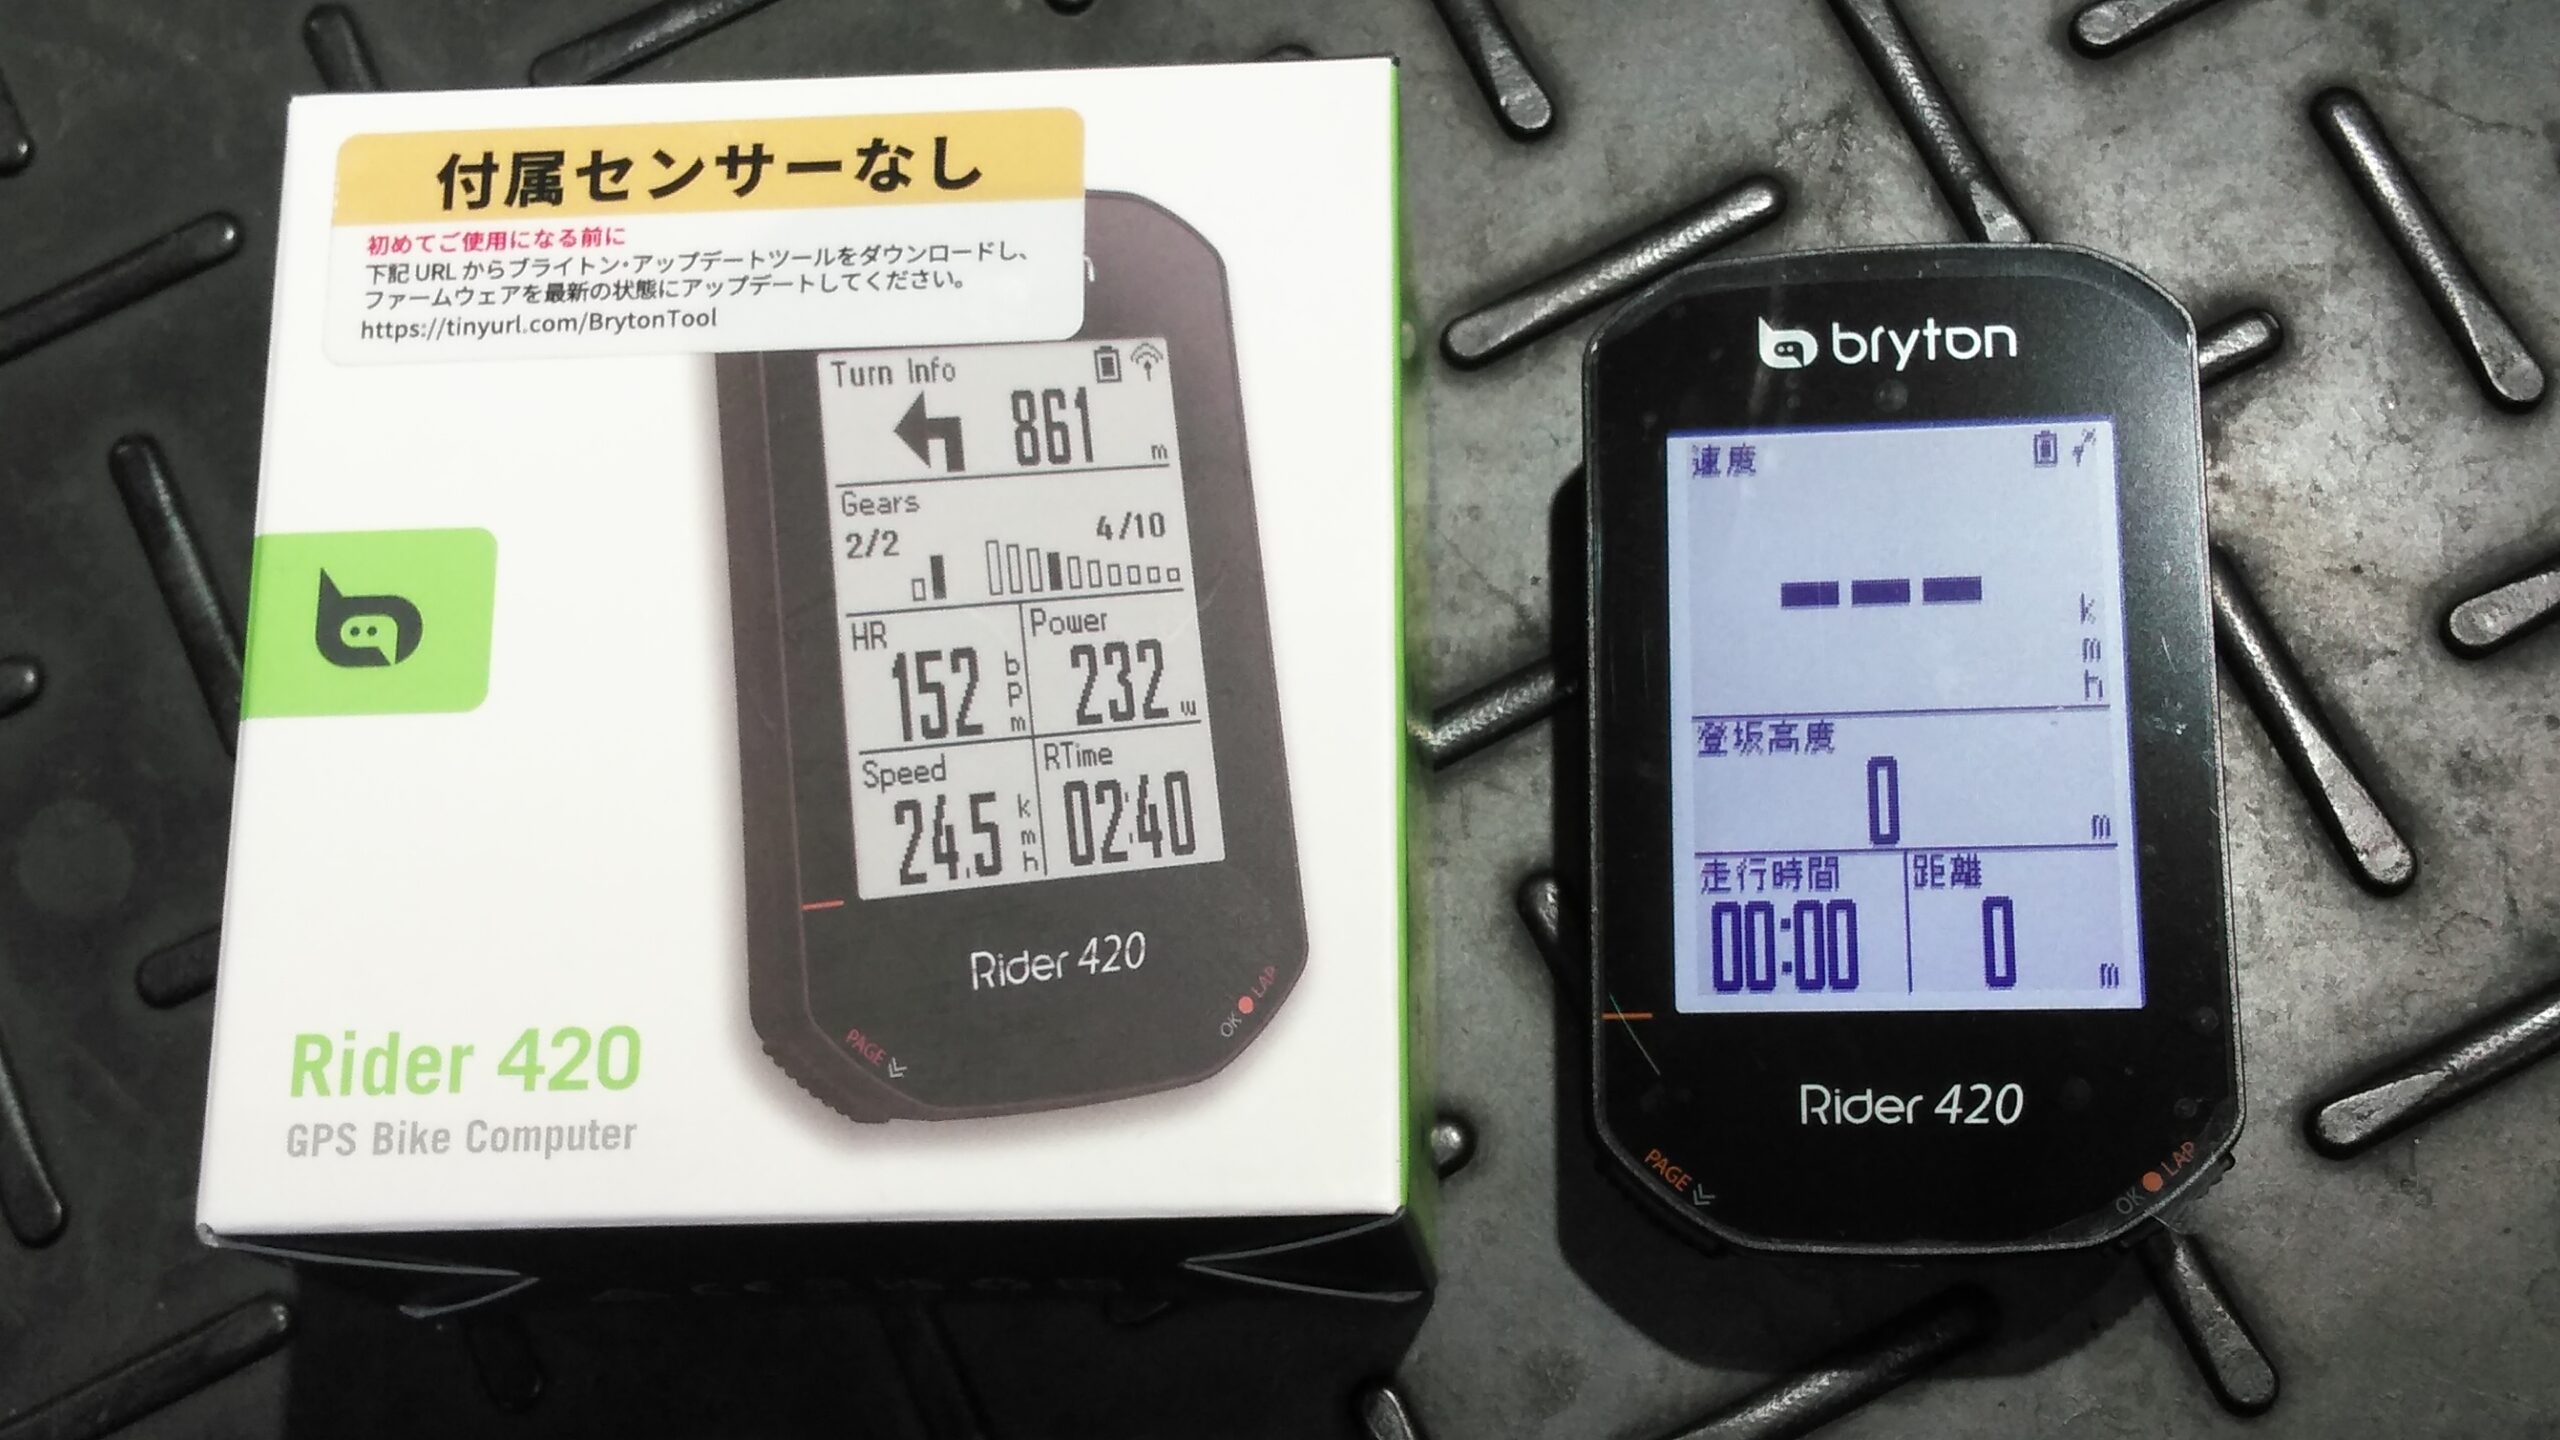 付属センサーなし
初めてご使用になる前に
下記URLからブライトン・アップデートツールをダウンロードし、
ファームウェアを最新の状態にアップデートしてください。
https://tinyurl.com/BrytonTool
Turn Info
861 m
Gears
2/2 4/10
HR Power
152 bpm 232 w
Speed RTime
24.5 kmh 02:40
Rider 420
PAGE OK LAP
Rider 420
GPS Bike Computer
bryton
速度
--- kmh
登坂高度
0 m
走行時間 距離
00:00 0 m
Rider 420
PAGE OK LAP